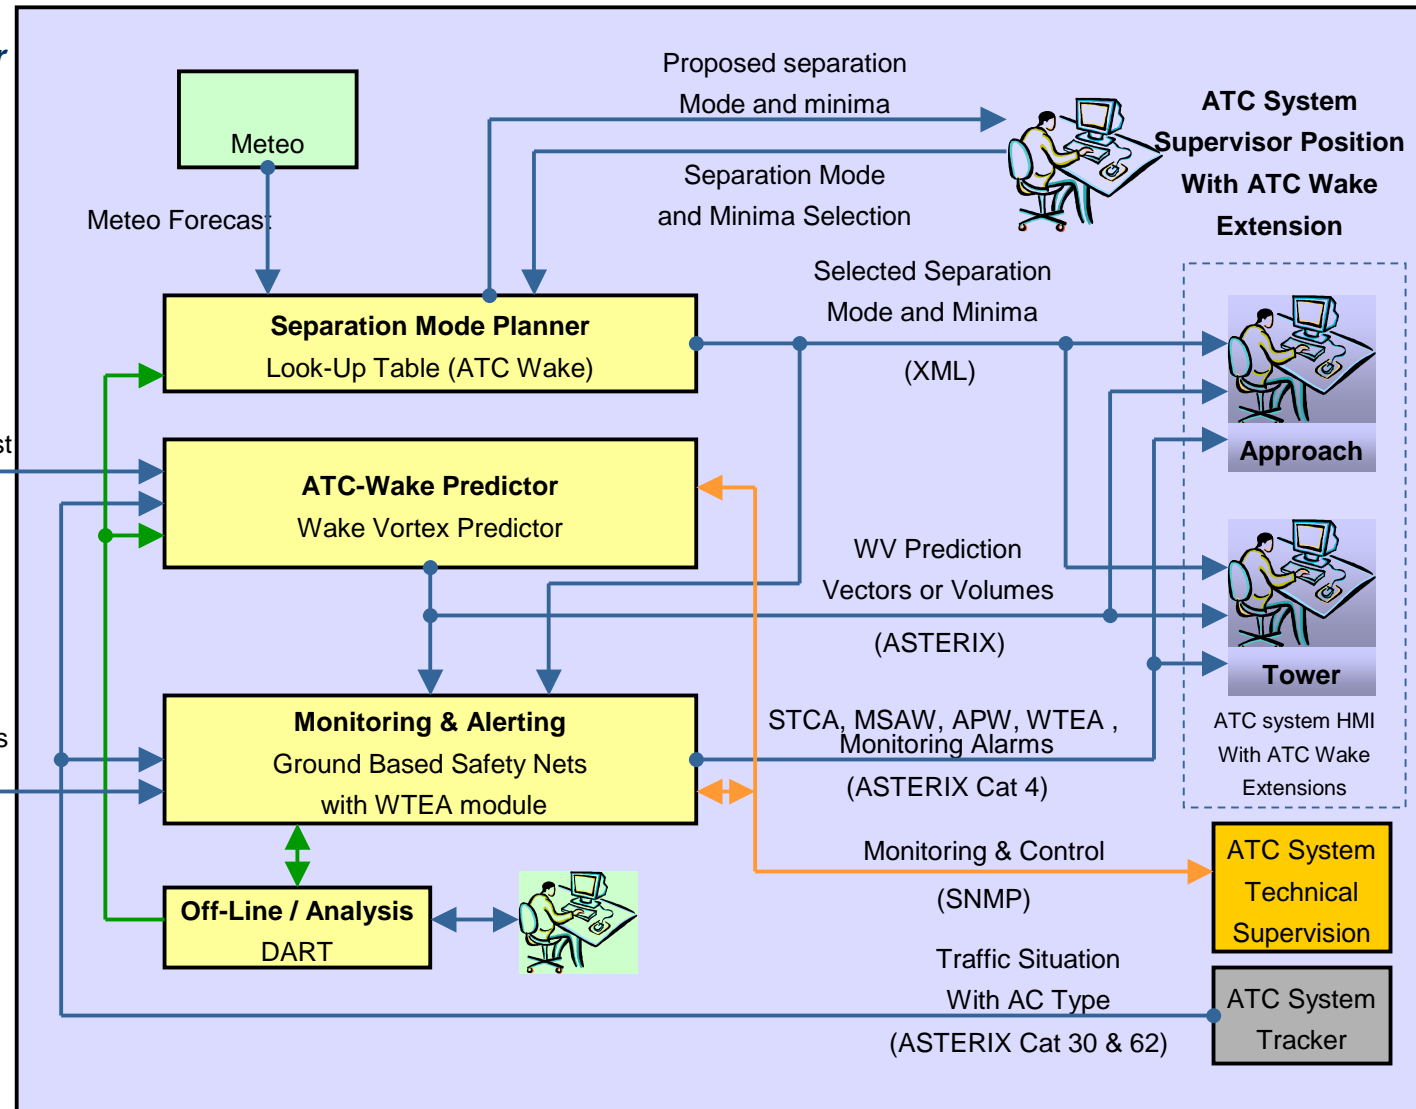 Meteo
Meteo Forecast
Proposed separation
Mode and minima
Separation Mode
and Minima Selection
ATC System
Supervisor Position
With ATC Wake
Extension
Separation Mode Planner
Look-Up Table (ATC Wake)
Selected Separation
Mode and Minima
(XML)
Approach
ATC-Wake Predictor
Wake Vortex Predictor
WV Prediction
Vectors or Volumes
(ASTERIX)
Tower
ATC system HMI
With ATC Wake
Extensions
Monitoring & Alerting
Ground Based Safety Nets
with WTEA module
STCA, MSAW, APW, WTEA ,
Monitoring Alarms
(ASTERIX Cat 4)
Monitoring & Control
(SNMP)
ATC System
Technical
Supervision
Off-Line / Analysis
DART
Traffic Situation
With AC Type
(ASTERIX Cat 30 & 62)
ATC System
Tracker